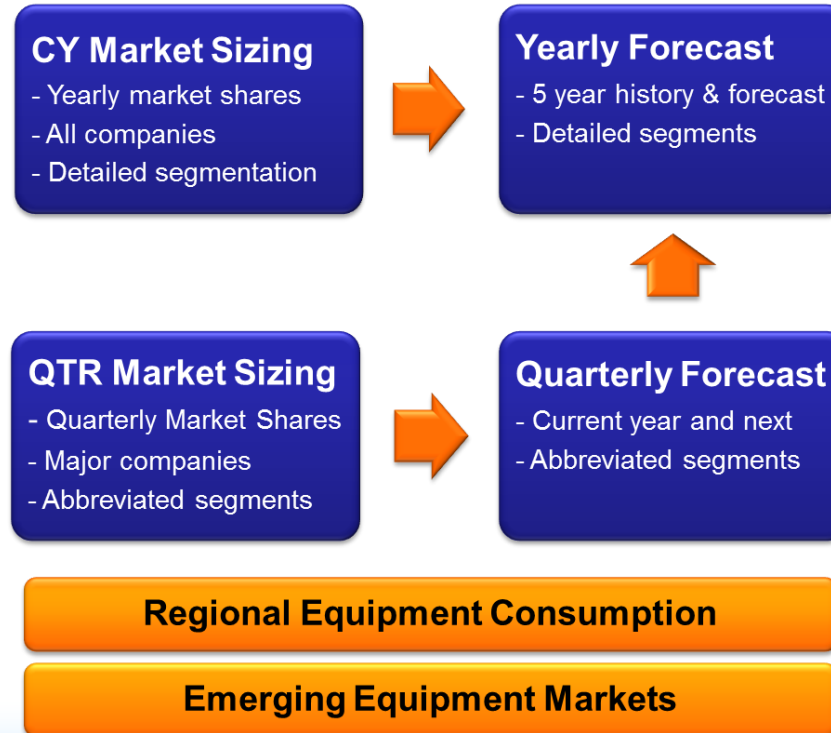 CY Market Sizing
- Yearly market shares
- All companies
- Detailed segmentation
Yearly Forecast
- 5 year history & forecast
- Detailed segments
QTR Market Sizing
- Quarterly Market Shares
- Major companies
- Abbreviated segments
Quarterly Forecast
- Current year and next
- Abbreviated segments
Regional Equipment Consumption
Emerging Equipment Markets